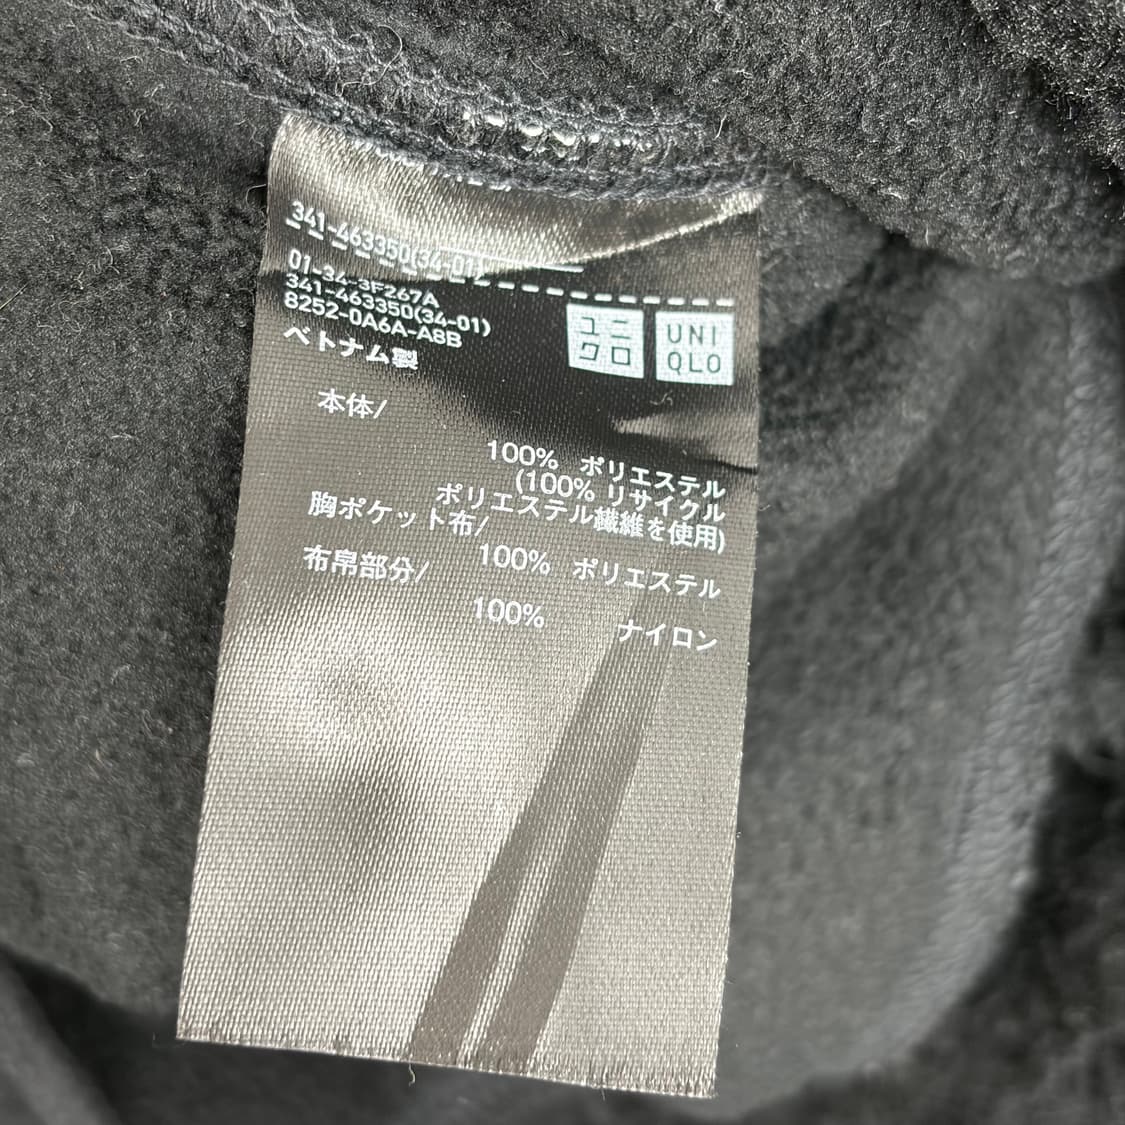 341-463350(34-01)
01-34-3F267A
341-463350(34-01)
8252-0A6A-A8B
ベトナム製
ユニ
クロ
UNI
QLO
本体/
100% ポリエステル
(100% リサイクル
ポリエステル繊維を使用)
胸ポケット布/
100% ポリエステル
布帛部分/
100% ナイロン